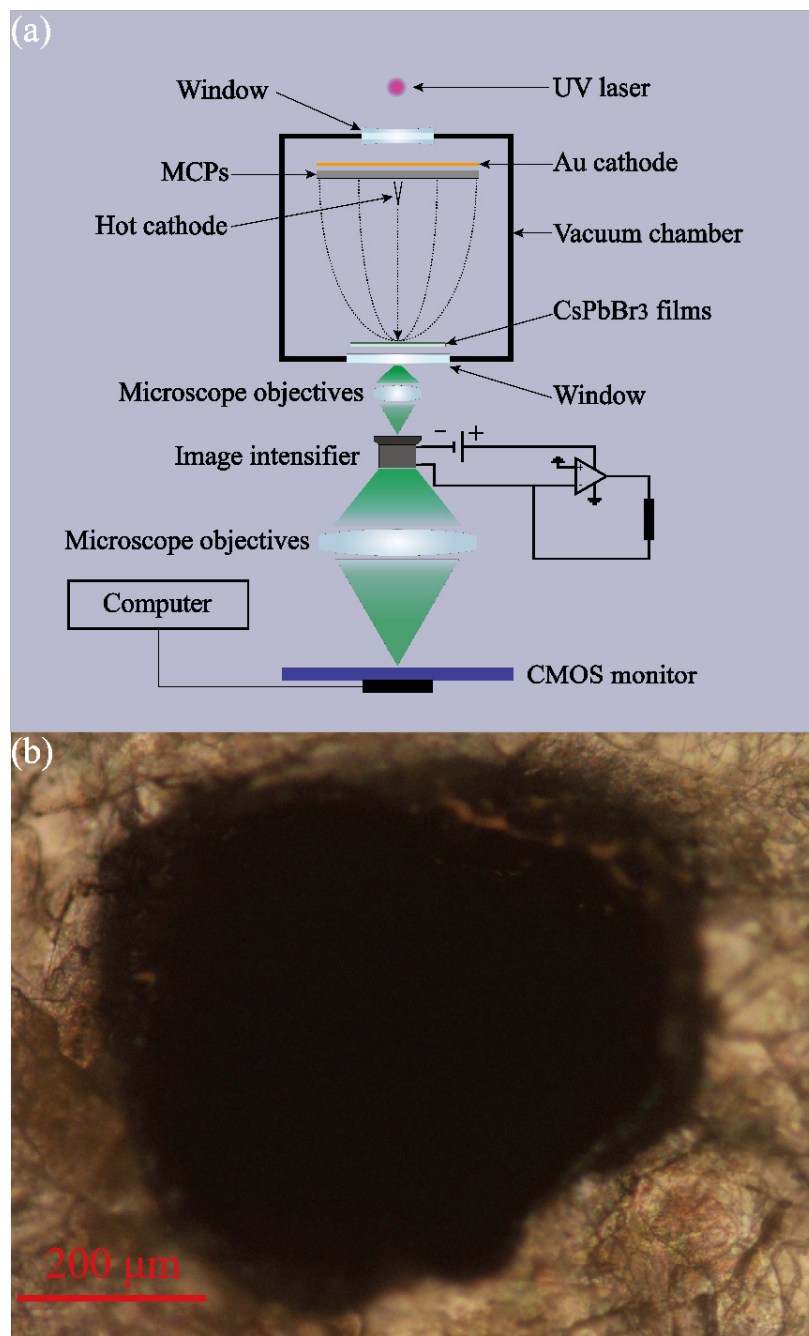 (a)
Window
UV laser
MCPs
Au cathode
Hot cathode
Vacuum chamber
CsPbBr3 films
Microscope objectives
Window
Image intensifier
- +
+
-
Microscope objectives
Computer
CMOS monitor
(b)
200 μm